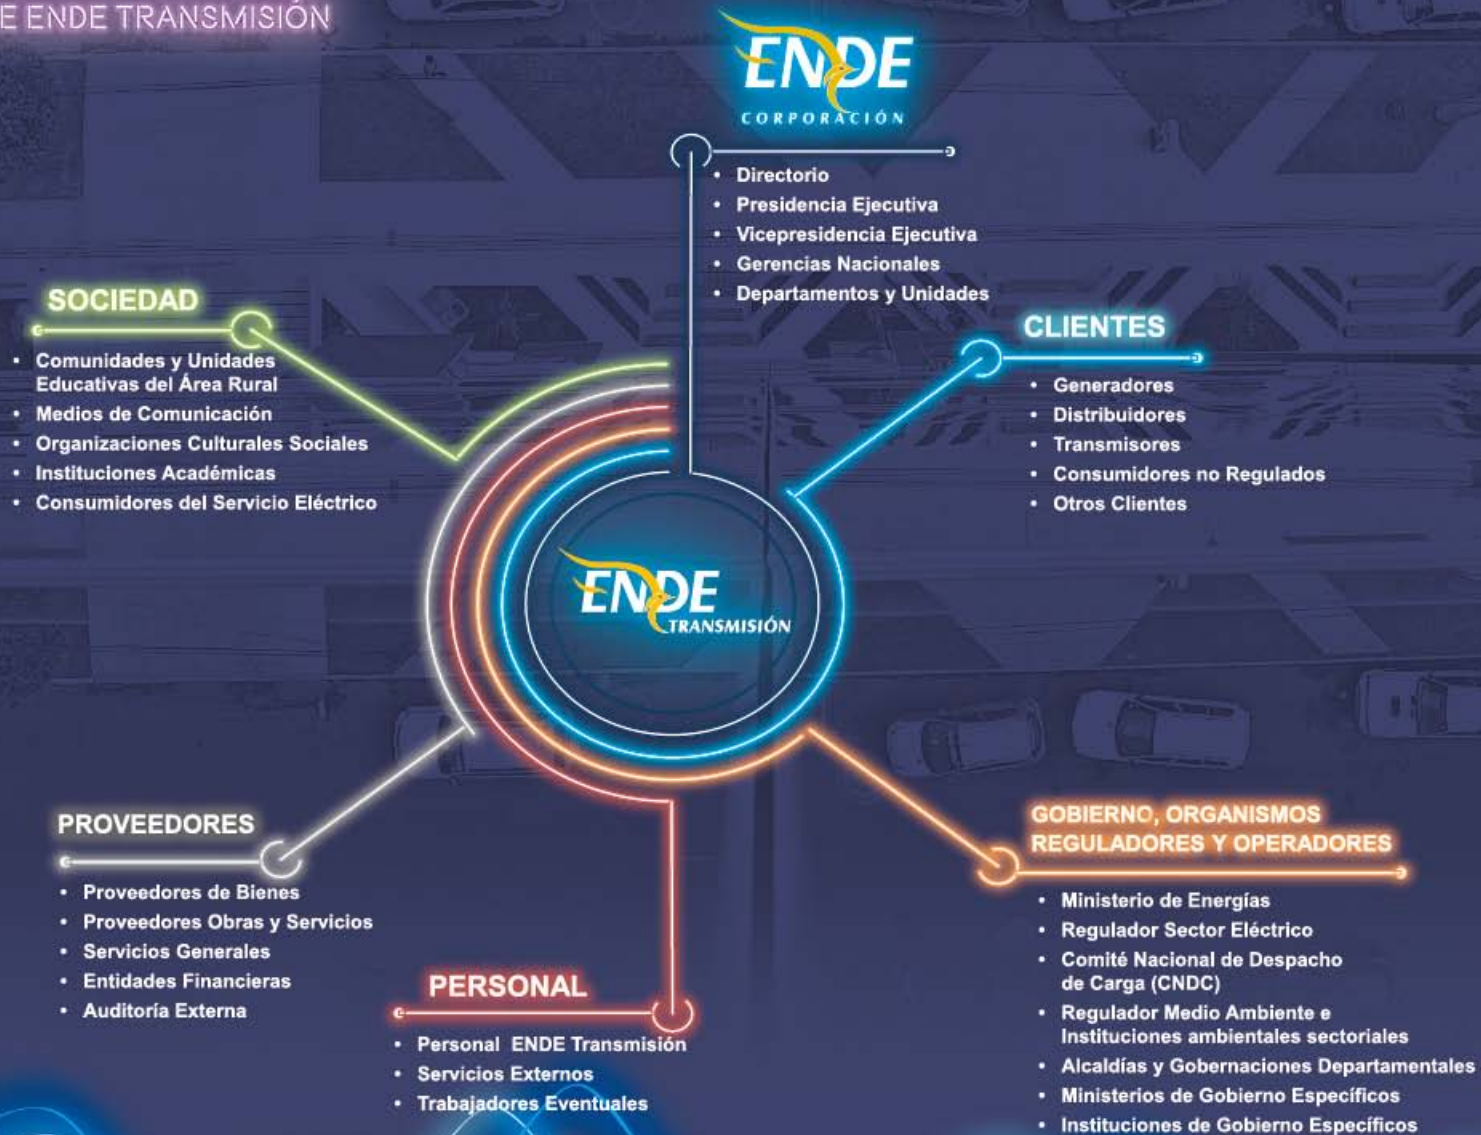 E ENDE TRANSMISIÓN
ENDE
CORPORACIÓN
• Directorio
• Presidencia Ejecutiva
• Vicepresidencia Ejecutiva
• Gerencias Nacionales
• Departamentos y Unidades
SOCIEDAD
• Comunidades y Unidades
Educativas del Área Rural
• Medios de Comunicación
• Organizaciones Culturales Sociales
• Instituciones Académicas
• Consumidores del Servicio Eléctrico
CLIENTES
• Generadores
• Distribuidores
• Transmisores
• Consumidores no Regulados
• Otros Clientes
ENDE
TRANSMISIÓN
PROVEEDORES
• Proveedores de Bienes
• Proveedores Obras y Servicios
• Servicios Generales
• Entidades Financieras
• Auditoría Externa
PERSONAL
• Personal ENDE Transmisión
• Servicios Externos
• Trabajadores Eventuales
GOBIERNO, ORGANISMOS
REGULADORES Y OPERADORES
• Ministerio de Energías
• Regulador Sector Eléctrico
• Comité Nacional de Despacho
de Carga (CNDC)
• Regulador Medio Ambiente e
Instituciones ambientales sectoriales
• Alcaldías y Gobernaciones Departamentales
• Ministerios de Gobierno Específicos
• Instituciones de Gobierno Específicos